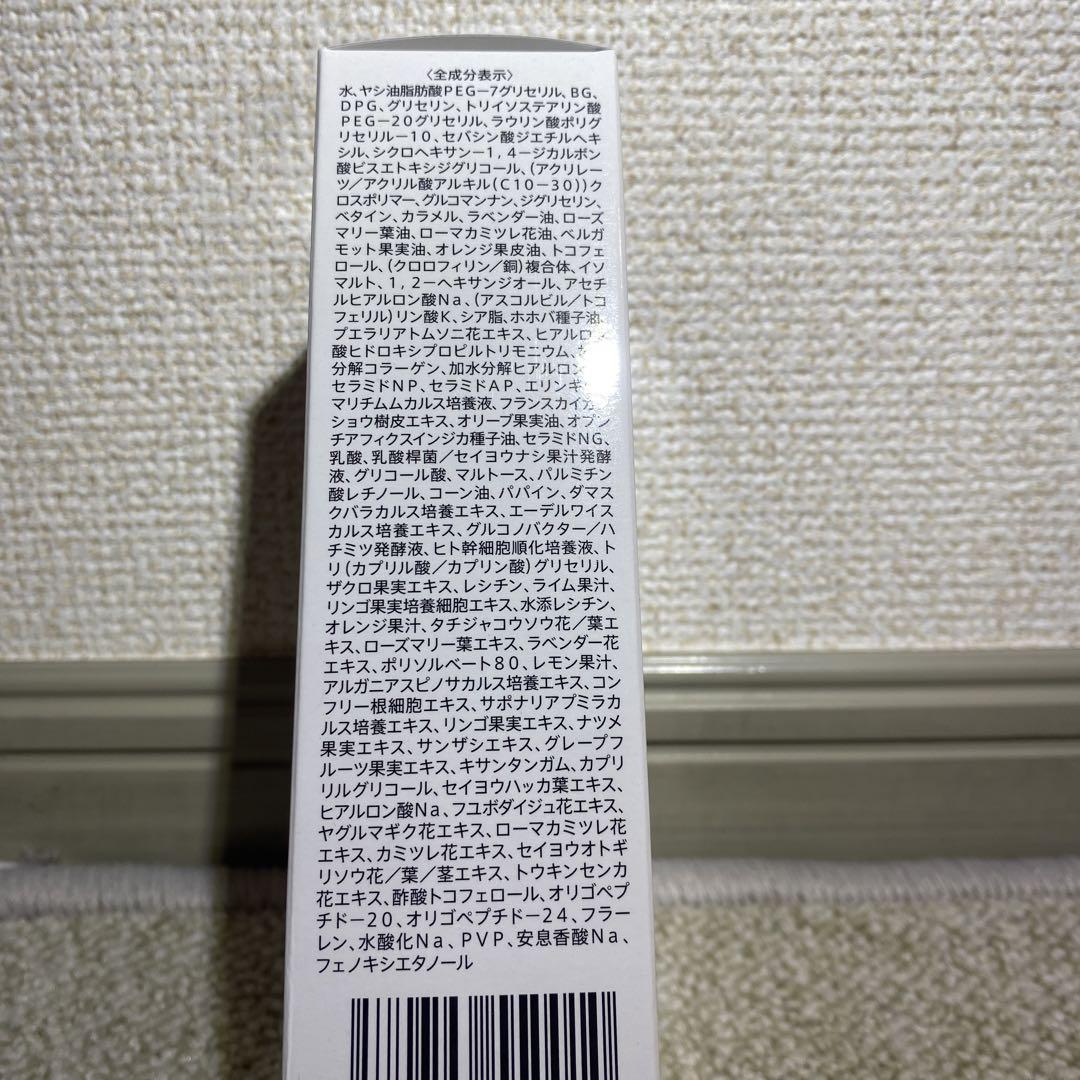 〈全成分表示〉
水、ヤシ油脂肪酸PEG－7グリセリル、BG、
DPG、グリセリン、トリイソステアリン酸
PEG－20グリセリル、ラウリン酸ポリグ
リセリル－10、セバシン酸ジエチルヘキ
シル、シクロヘキサン－1，4－ジカルボン
酸ビスエトキシジグリコール、（アクリレー
ツ／アクリル酸アルキル（C10－30））ク
ロスポリマー、グルコマンナン、ジグリセリン、
ベタイン、カラメル、ラベンダー油、ローズ
マリー葉油、ローマカミツレ花油、ベルガ
モット果実油、オレンジ果皮油、トコフェ
ロール、（クロロフィリン／銅）複合体、イソ
マルト、1，2－ヘキサンジオール、アセチ
ルヒアルロン酸Na、（アスコルビル／トコ
フェリル）リン酸K、シア脂、ホホバ種子油、
プエラリアトムソニ花エキス、ヒアルロン
酸ヒドロキシプロピルトリモニウム、
分解コラーゲン、加水分解ヒアルロン
セラミドNP、セラミドAP、エリンギ
マリチムムカルス培養液、フランスカイガン
ショウ樹皮エキス、オリーブ果実油、オプン
チアフィクスインジカ種子油、セラミドNG、
乳酸、乳酸桿菌／セイヨウナシ果汁発酵
液、グリコール酸、マルトース、パルミチン
酸レチノール、コーン油、パパイン、ダマス
クバラカルス培養エキス、エーデルワイス
カルス培養エキス、グルコノバクター／ハ
チミツ発酵液、ヒト幹細胞順化培養液、ト
リ（カプリル酸／カプリン酸）グリセリル、
ザクロ果実エキス、レシチン、ライム果汁、
リンゴ果実培養細胞エキス、水添レシチン、
オレンジ果汁、タチジャコウソウ花／葉エ
キス、ローズマリー葉エキス、ラベンダー花
エキス、ポリソルベート80、レモン果汁、
アルガニアスピノサカルス培養エキス、コン
フリー根細胞エキス、サポナリアプミラカ
ルス培養エキス、リンゴ果実エキス、ナツメ
果実エキス、サンザシエキス、グレープフ
ルーツ果実エキス、キサンタンガム、カプリ
リルグリコール、セイヨウハッカ葉エキス、
ヒアルロン酸Na、フユボダイジュ花エキス、
ヤグルマギク花エキス、ローマカミツレ花
エキス、カミツレ花エキス、セイヨウオトギ
リソウ花／葉／茎エキス、トウキンセンカ
花エキス、酢酸トコフェロール、オリゴペプ
チド－20、オリゴペプチド－24、フラー
レン、水酸化Na、PVP、安息香酸Na、
フェノキシエタノール